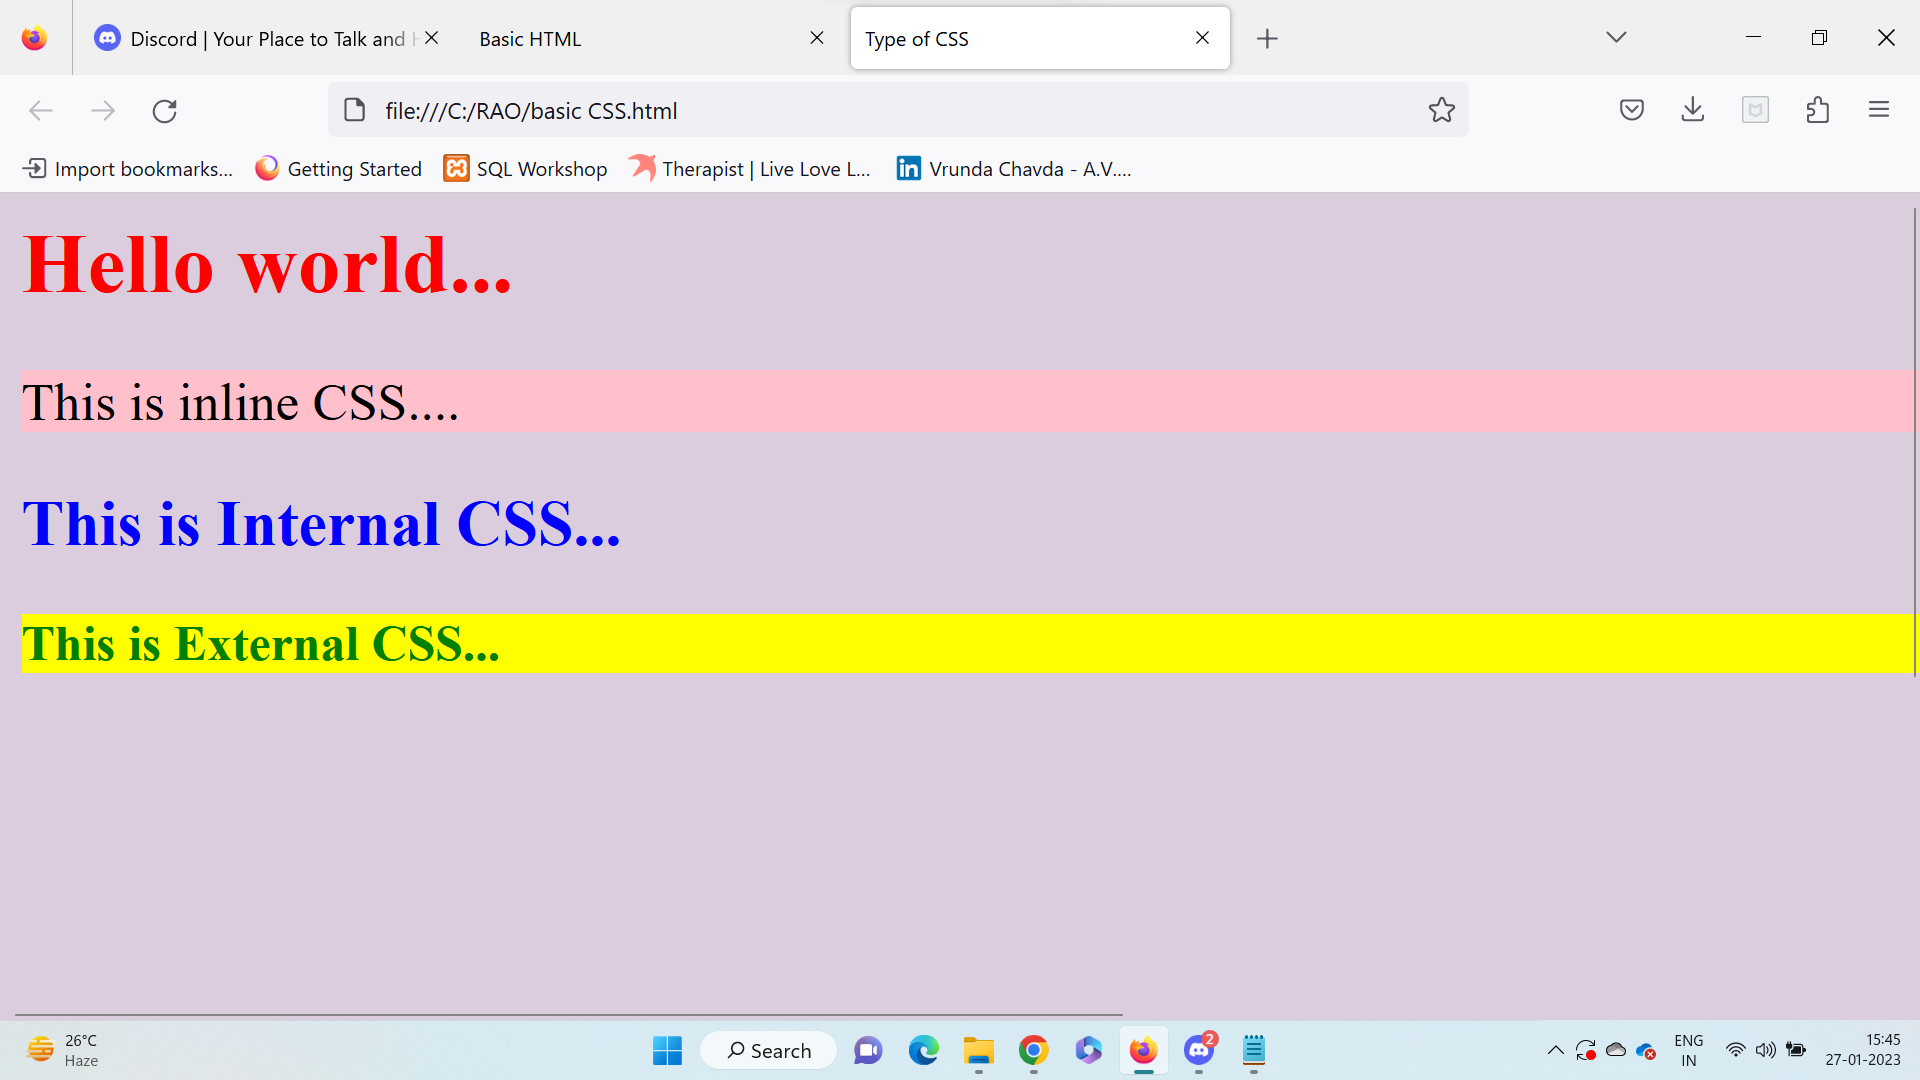 Discord | Your Place to Talk and
Basic HTML
Type of CSS
file:///C:/RAO/basic CSS.html
Import bookmarks...
Getting Started
SQL Workshop
Therapist | Live Love L...
in
Vrunda Chavda - A.V....
Hello world...
This is inline CSS....
This is Internal CSS...
This is External CSS...
26°C
Haze
Search
2
ENG
IN
15:45
27-01-2023